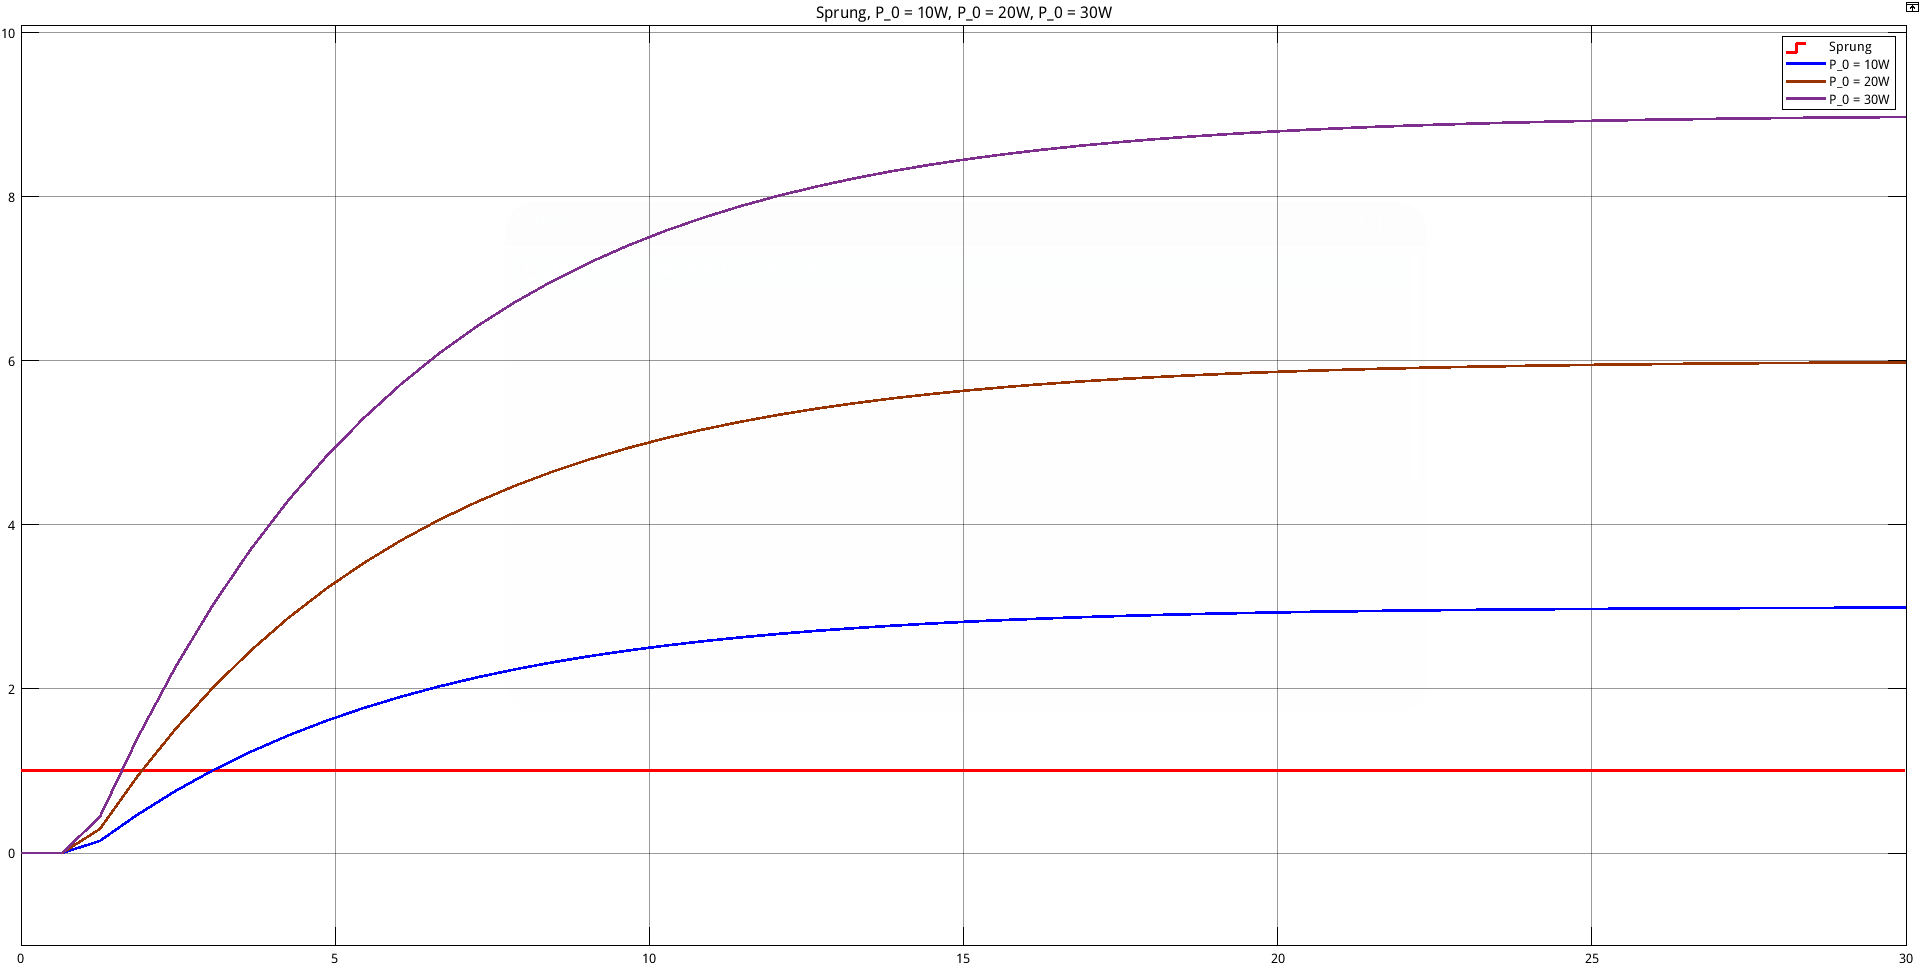 Sprung, P_0 = 10W, P_0 = 20W, P_0 = 30W
Sprung
P_0 = 10W
P_0 = 20W
P_0 = 30W
10
8
6
4
2
0
0 5 10 15 20 25 30